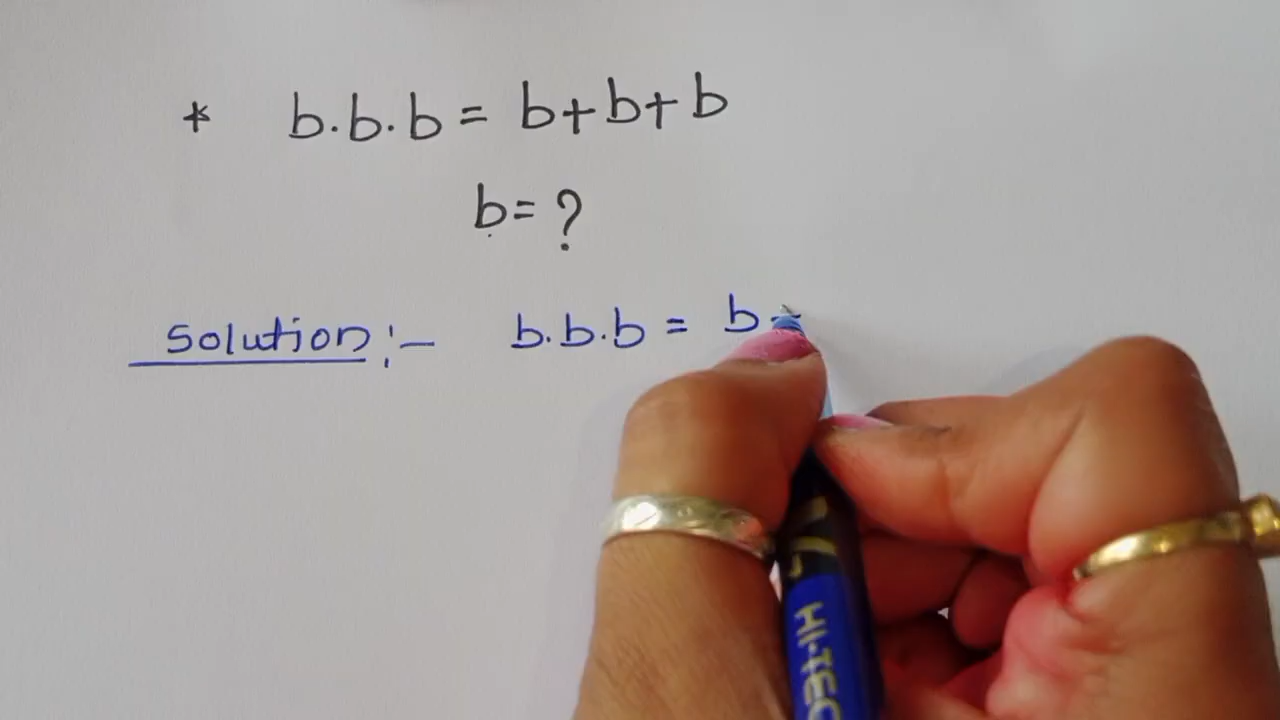 * b.b.b = b+b+b
b = ?
Solution :- b.b.b = b
HI-TEC